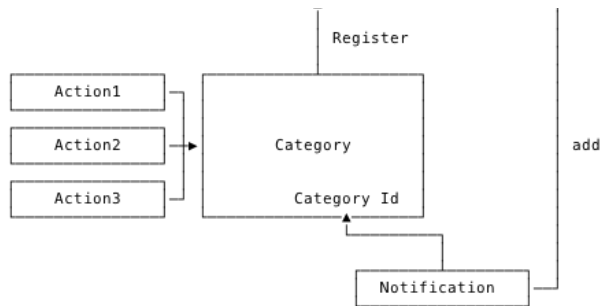 Register
Action1
Action2
Category
add
Action3
Category Id
Notification